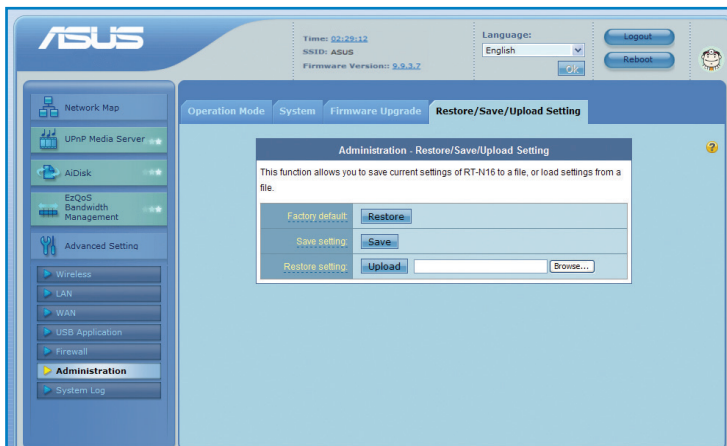 ASUS
Time: 02:29:12
SSID: ASUS
Firmware Version:: 9.9.3.7
Language:
English
OK
Logout
Reboot
Network Map
UPnP Media Server
AiDisk
EzQoS
Bandwidth
Management
Advanced Setting
Wireless
LAN
WAN
USB Application
Firewall
Administration
System Log
Operation Mode
System
Firmware Upgrade
Restore/Save/Upload Setting
Administration - Restore/Save/Upload Setting
This function allows you to save current settings of RT-N16 to a file, or load settings from a
file.
Factory default:
Restore
Save setting:
Save
Restore setting:
Upload
Browse...
?